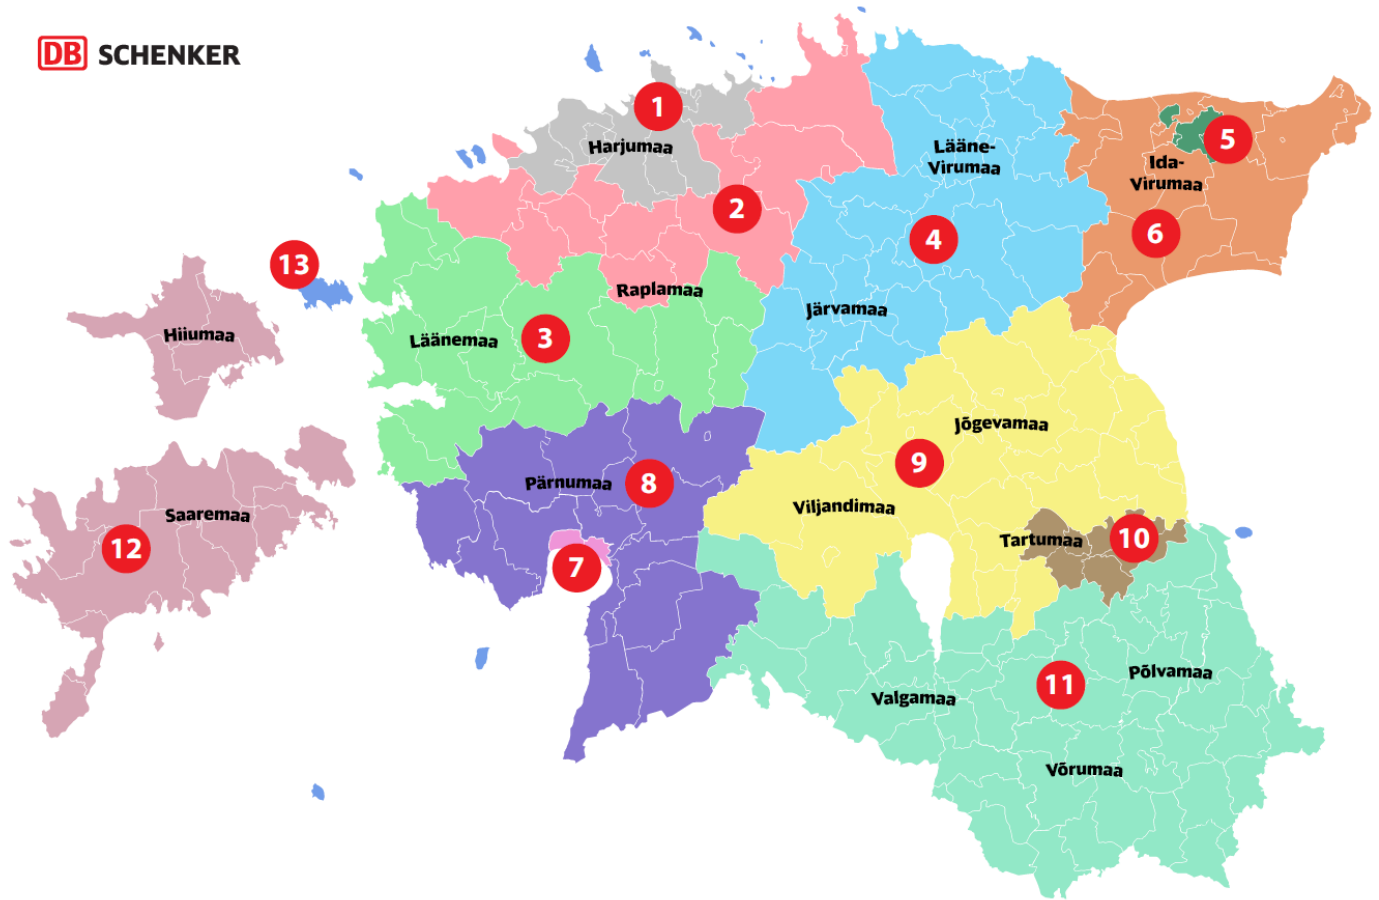 DB SCHENKER
1
Harjumaa
2
Lääne-
Virumaa
5
Ida-
Virumaa
6
4
13
Hiiumaa
Raplamaa
Läänemaa
3
Järvamaa
Jõgevamaa
9
Pärnumaa
8
Viljandimaa
Saaremaa
12
7
Tartumaa
10
11
Põlvamaa
Valgamaa
Võrumaa